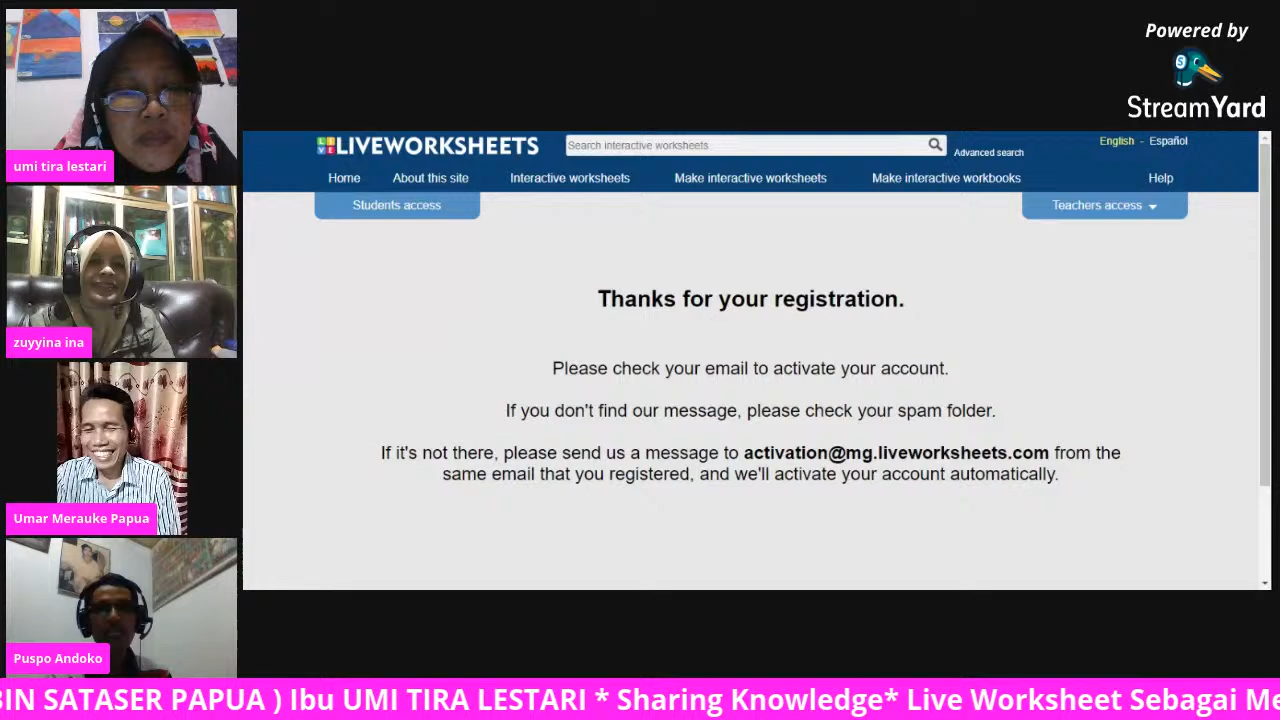 umi tira lestari
zuyyina ina
Umar Merauke Papua
Puspo Andoko
Powered by
StreamYard
LIVEWORKSHEETS
Search interactive worksheets
Advanced search
English - Español
Home About this site Interactive worksheets Make interactive worksheets Make interactive workbooks Help
Students access
Teachers access
Thanks for your registration.
Please check your email to activate your account.
If you don't find our message, please check your spam folder.
If it's not there, please send us a message to activation@mg.liveworksheets.com from the
same email that you registered, and we'll activate your account automatically.
BIN SATASER PAPUA ) Ibu UMI TIRA LESTARI * Sharing Knowledge* Live Worksheet Sebagai Me